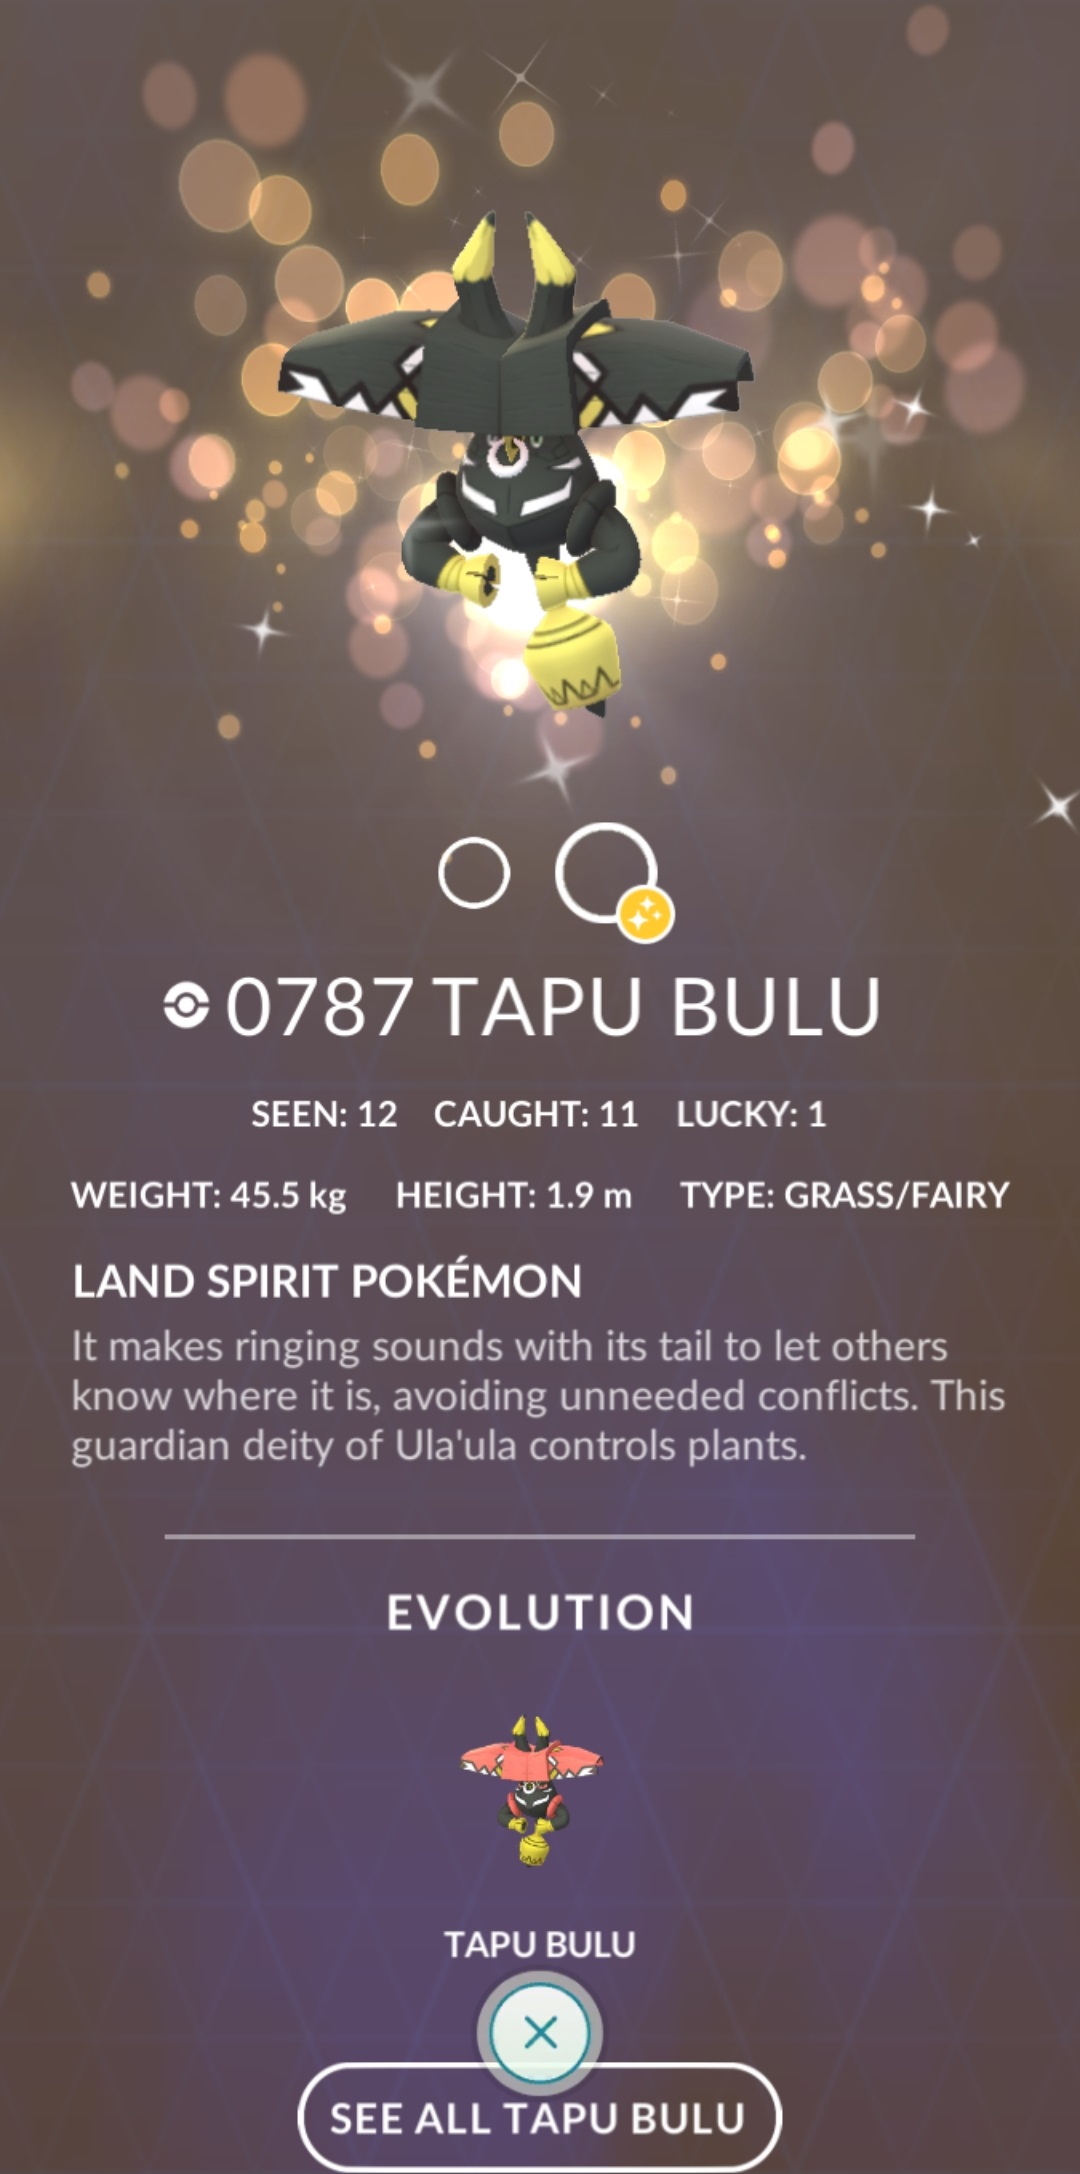 0787 TAPU BULU
SEEN: 12 CAUGHT: 11 LUCKY: 1
WEIGHT: 45.5 kg HEIGHT: 1.9 m TYPE: GRASS/FAIRY
LAND SPIRIT POKÉMON
It makes ringing sounds with its tail to let others
know where it is, avoiding unneeded conflicts. This
guardian deity of Ula'ula controls plants.
EVOLUTION
TAPU BULU
SEE ALL TAPU BULU